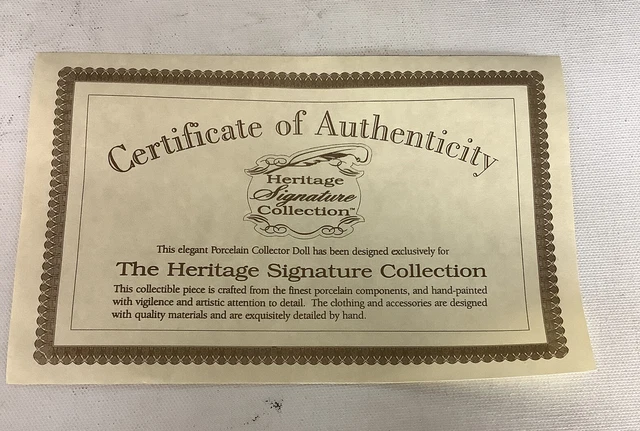 Certificate of Authenticity
Heritage
Signature
Collection™
This elegant Porcelain Collector Doll has been designed exclusively for
The Heritage Signature Collection
This collectible piece is crafted from the finest porcelain components, and hand-painted
with vigilence and artistic attention to detail. The clothing and accessories are designed
with quality materials and are exquisitely detailed by hand.